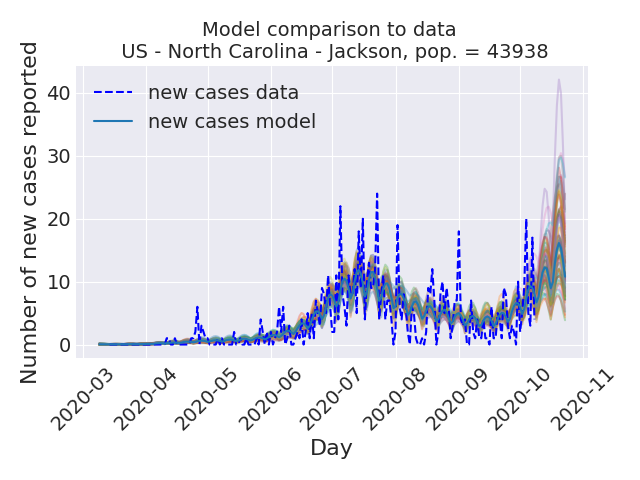 Model comparison to data
US - North Carolina - Jackson, pop. = 43938
Number of new cases reported
40
30
20
10
0
new cases data
new cases model
2020-03
2020-04
2020-05
2020-06
2020-07
2020-08
2020-09
2020-10
2020-11
Day